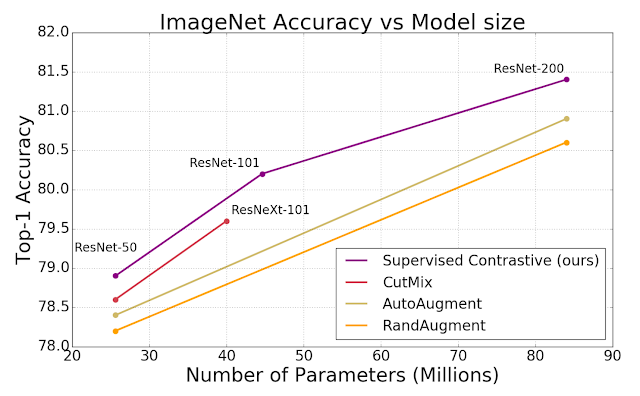 ImageNet Accuracy vs Model size
82.0
81.5
81.0
80.5
80.0
79.5
79.0
78.5
78.0
Top-1 Accuracy
ResNet-200
ResNet-101
ResNeXt-101
ResNet-50
Supervised Contrastive (ours)
CutMix
AutoAugment
RandAugment
20 30 40 50 60 70 80 90
Number of Parameters (Millions)